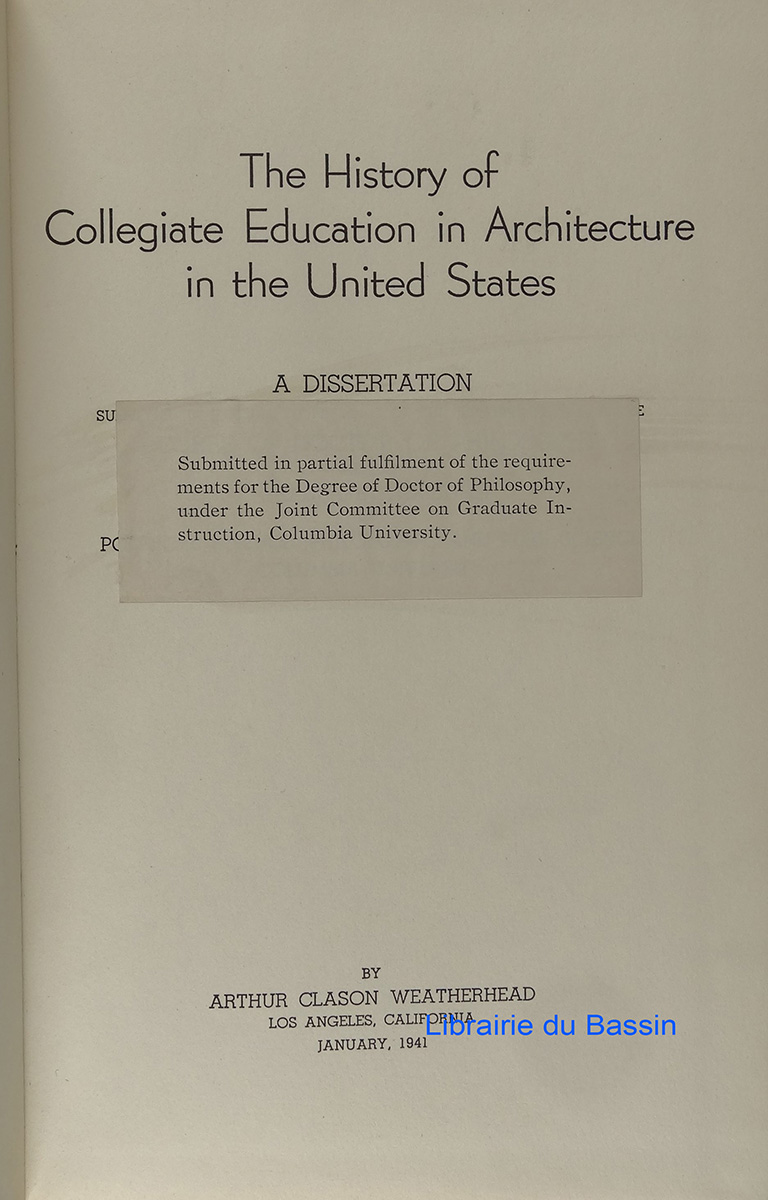 The History of
Collegiate Education in Architecture
in the United States
A DISSERTATION
Submitted in partial fulfilment of the require-
ments for the Degree of Doctor of Philosophy,
under the Joint Committee on Graduate In-
struction, Columbia University.
BY
ARTHUR CLASON WEATHERHEAD
LOS ANGELES, CALIFORNIA
Librairie du Bassin
JANUARY, 1941